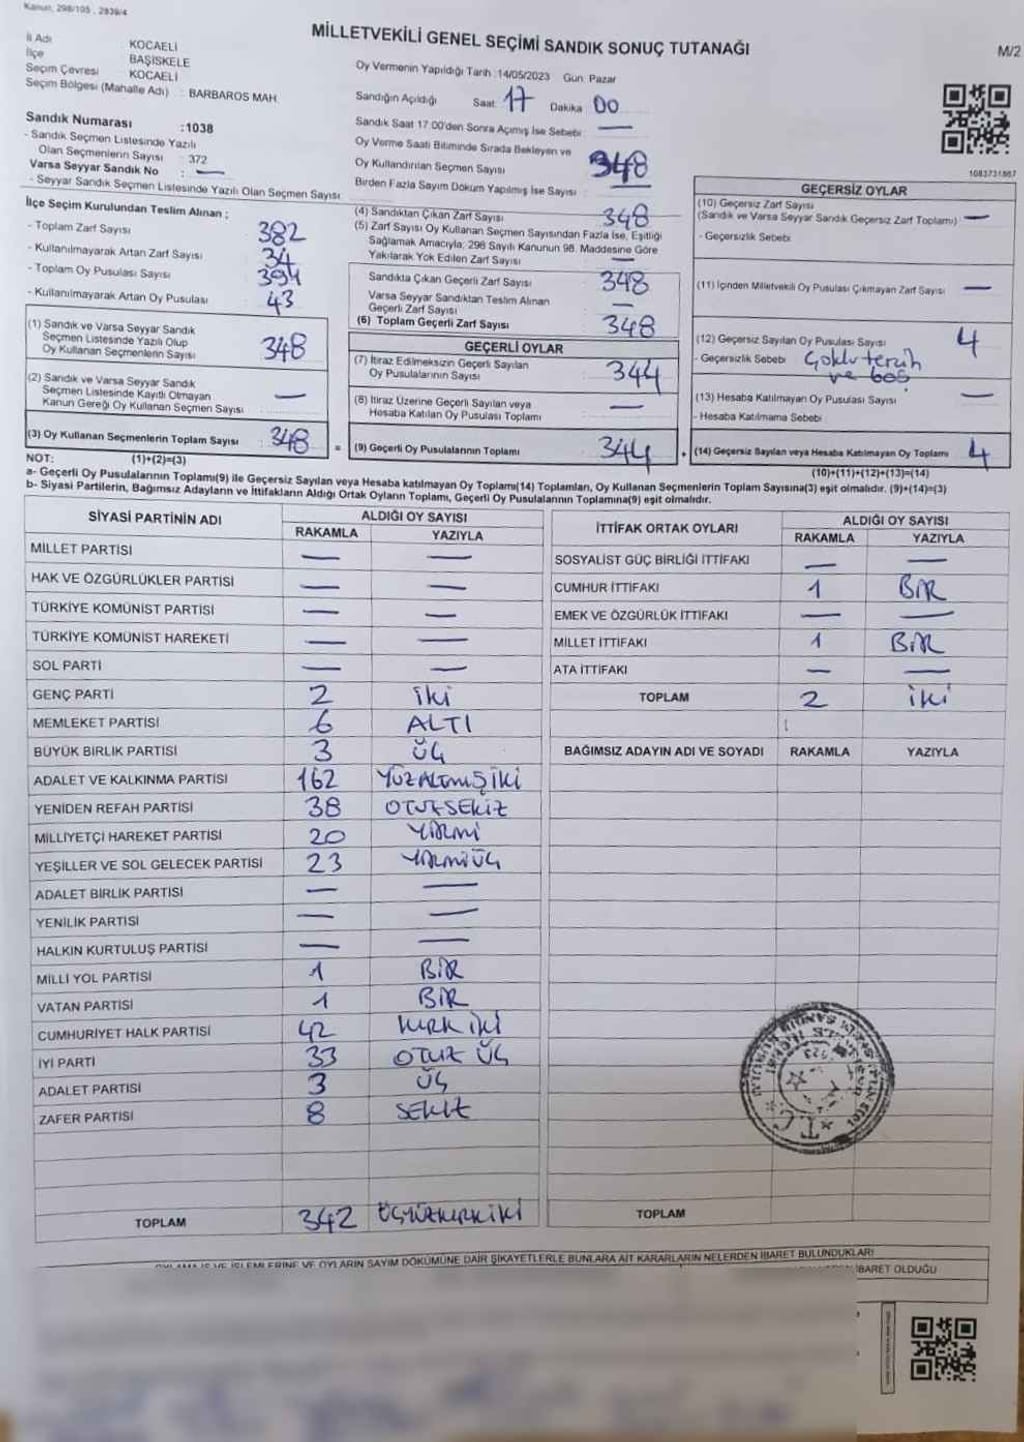 Kanun, 298/105 , 2839/4
MİLLETVEKİLİ GENEL SEÇİMİ SANDIK SONUÇ TUTANAĞI
M/2
İl Adı KOCAELİ
İlçe BAŞİSKELE
Seçim Çevresi KOCAELİ
Seçim Bölgesi (Mahalle Adı) : BARBAROS MAH.
Sandık Numarası :1038
- Sandık Seçmen Listesinde Yazılı
Olan Seçmenlerin Sayısı : 372
Varsa Seyyar Sandık No : —
- Seyyar Sandık Seçmen Listesinde Yazılı Olan Seçmen Sayısı
Oy Vermenin Yapıldığı Tarih :14/05/2023 Gün: Pazar
Sandığın Açıldığı Saat: 17 Dakika 00
Sandık Saat 17:00'den Sonra Açılmış İse Sebebi: —
Oy Verme Saati Bitiminde Sırada Bekleyen ve
Oy Kullandırılan Seçmen Sayısı 348
Birden Fazla Sayım Döküm Yapılmış İse Sayısı —
1083731867
İlçe Seçim Kurulundan Teslim Alınan ;
- Toplam Zarf Sayısı 382
- Kullanılmayarak Artan Zarf Sayısı 34
- Toplam Oy Pusulası Sayısı 391
- Kullanılmayarak Artan Oy Pusulası 43
(1) Sandık ve Varsa Seyyar Sandık
Seçmen Listesinde Yazılı Olup
Oy Kullanan Seçmenlerin Sayısı 348
(2) Sandık ve Varsa Seyyar Sandık
Seçmen Listesinde Kayıtlı Olmayan
Kanun Gereği Oy Kullanan Seçmen Sayısı —
(3) Oy Kullanan Seçmenlerin Toplam Sayısı 348 =
(4) Sandıktan Çıkan Zarf Sayısı 348
(5) Zarf Sayısı Oy Kullanan Seçmen Sayısından Fazla İse, Eşitliği
Sağlamak Amacıyla; 298 Sayılı Kanunun 98. Maddesine Göre
Yakılarak Yok Edilen Zarf Sayısı —
Sandıkta Çıkan Geçerli Zarf Sayısı 348
Varsa Seyyar Sandıktan Teslim Alınan
Geçerli Zarf Sayısı —
(6) Toplam Geçerli Zarf Sayısı 348
GEÇERLİ OYLAR
(7) İtiraz Edilmeksizin Geçerli Sayılan
Oy Pusulalarının Sayısı 344
(8) İtiraz Üzerine Geçerli Sayılan veya
Hesaba Katılan Oy Pusulası Toplamı —
(9) Geçerli Oy Pusulalarının Toplamı 344 +
GEÇERSİZ OYLAR
(10) Geçersiz Zarf Sayısı
(Sandık ve Varsa Seyyar Sandık Geçersiz Zarf Toplamı) —
- Geçersizlik Sebebi
(11) İçinden Milletvekili Oy Pusulası Çıkmayan Zarf Sayısı —
(12) Geçersiz Sayılan Oy Pusulası Sayısı 4
- Geçersizlik Sebebi Çoklu tercih
ve boş
(13) Hesaba Katılmayan Oy Pusulası Sayısı —
- Hesaba Katılmama Sebebi
(14) Geçersiz Sayılan veya Hesaba Katılmayan Oy Toplamı 4
NOT: (1)+(2)=(3) (10)+(11)+(12)+(13)=(14)
a- Geçerli Oy Pusulalarının Toplamı(9) ile Geçersiz Sayılan veya Hesaba katılmayan Oy Toplamı(14) Toplamları, Oy Kullanan Seçmenlerin Toplam Sayısına(3) eşit olmalıdır. (9)+(14)=(3)
b- Siyasi Partilerin, Bağımsız Adayların ve İttifakların Aldığı Ortak Oyların Toplamı, Geçerli Oy Pusulalarının Toplamına(9) eşit olmalıdır.
SİYASİ PARTİNİN ADI ALDIĞI OY SAYISI
RAKAMLA YAZIYLA
MİLLET PARTİSİ — —
HAK VE ÖZGÜRLÜKLER PARTİSİ — —
TÜRKİYE KOMÜNİST PARTİSİ — —
TÜRKİYE KOMÜNİST HAREKETİ — —
SOL PARTİ — —
GENÇ PARTİ 2 iki
MEMLEKET PARTİSİ 6 ALTI
BÜYÜK BİRLİK PARTİSİ 3 ÜÇ
ADALET VE KALKINMA PARTİSİ 162 YÜZALTMIŞİKİ
YENİDEN REFAH PARTİSİ 38 OTUZSEKİZ
MİLLİYETÇİ HAREKET PARTİSİ 20 YİRMİ
YEŞİLLER VE SOL GELECEK PARTİSİ 23 YİRMİÜÇ
ADALET BİRLİK PARTİSİ — —
YENİLİK PARTİSİ — —
HALKIN KURTULUŞ PARTİSİ — —
MİLLİ YOL PARTİSİ 1 BİR
VATAN PARTİSİ 1 BİR
CUMHURİYET HALK PARTİSİ 42 KIRK İKİ
İYİ PARTİ 33 OTUZ ÜÇ
ADALET PARTİSİ 3 ÜÇ
ZAFER PARTİSİ 8 SEKİZ
TOPLAM 342 ÜÇYÜZKIRKİKİ
İTTİFAK ORTAK OYLARI ALDIĞI OY SAYISI
RAKAMLA YAZIYLA
SOSYALİST GÜÇ BİRLİĞİ İTTİFAKI — —
CUMHUR İTTİFAKI 1 BİR
EMEK VE ÖZGÜRLÜK İTTİFAKI — —
MİLLET İTTİFAKI 1 BİR
ATA İTTİFAKI — —
TOPLAM 2 iki
BAĞIMSIZ ADAYIN ADI VE SOYADI RAKAMLA YAZIYLA
T.C.
TOPLAM
OYLAMA İŞ VE İŞLEMLERİNE VE OYLARIN SAYIM DÖKÜMÜNE DAİR ŞİKAYETLERLE BUNLARA AİT KARARLARIN NELERDEN İBARET BULUNDUKLARI
İBARET OLDUĞU